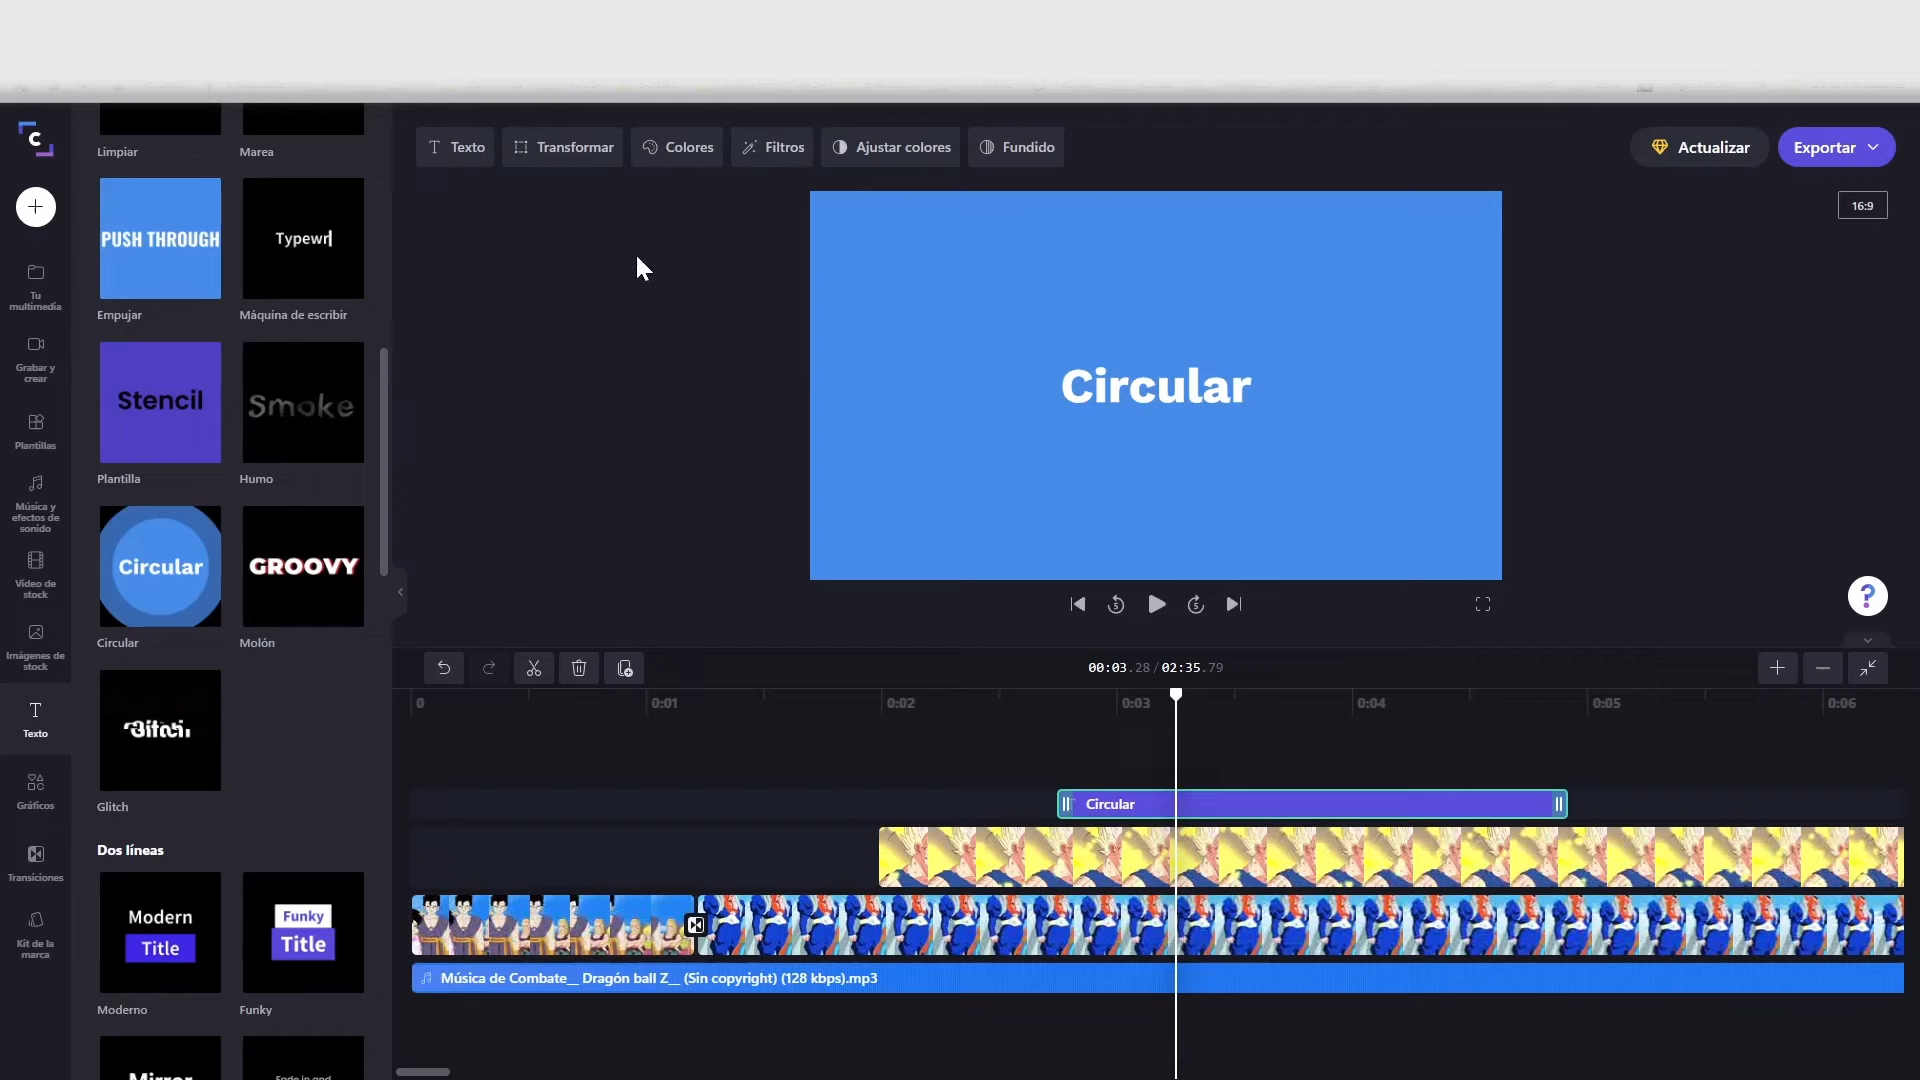 Texto
Transformar
Colores
Filtros
Ajustar colores
Fundido
Actualizar
Exportar
16:9
C
Tu
multimedia
Grabar y
crear
Plantillas
Música y
efectos de
sonido
Vídeo de
stock
Imágenes de
stock
Texto
Gráficos
Transiciones
Kit de la
marca
Limpiar
Marea
PUSH THROUGH
Typewr
Empujar
Máquina de escribir
Stencil
Smoke
Plantilla
Humo
Circular
GROOVY
Circular
Molón
Glitch
Dos líneas
Modern
Title
Funky
Title
Moderno
Funky
Circular
5
5
?
00:03.28/02:35.79
0
0:01
0:02
0:03
0:04
0:05
0:06
Circular
Música de Combate__ Dragón ball Z__ (Sin copyright) (128 kbps).mp3